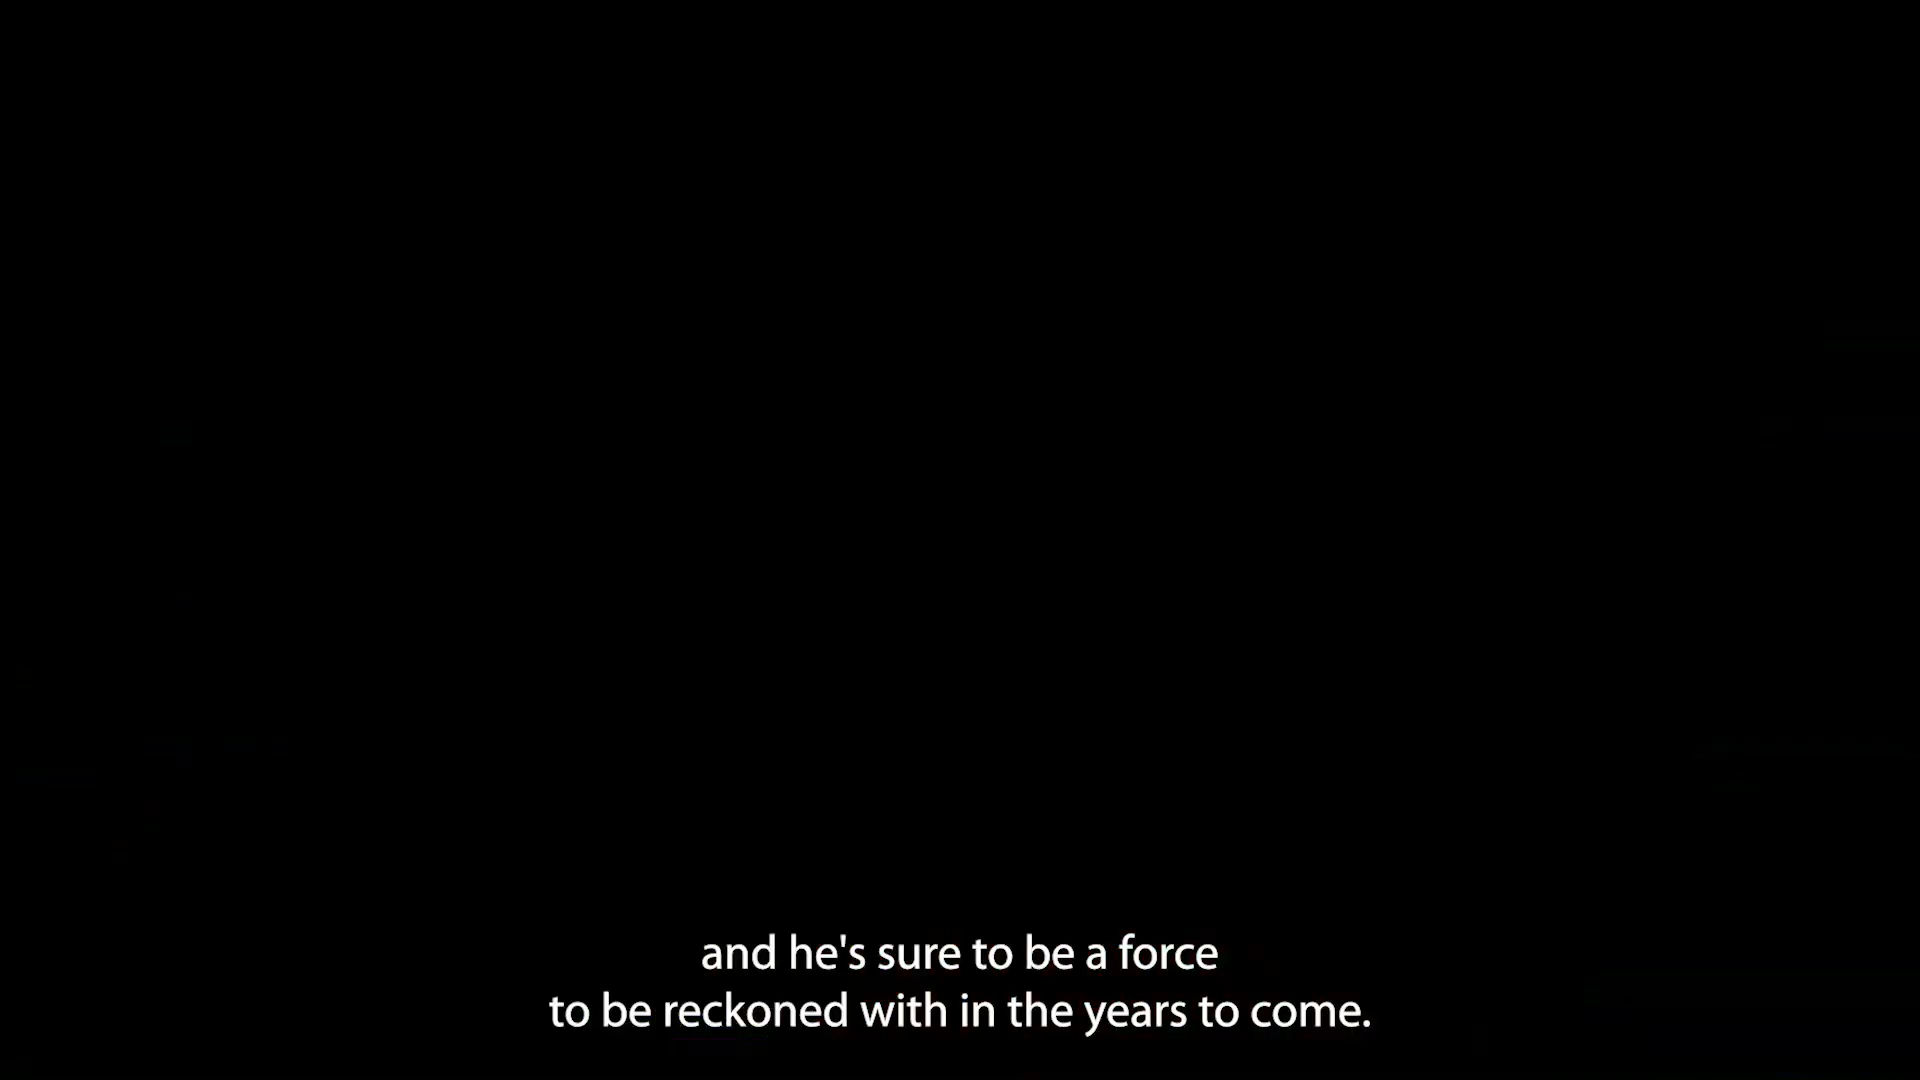 and he's sure to be a force
to be reckoned with in the years to come.